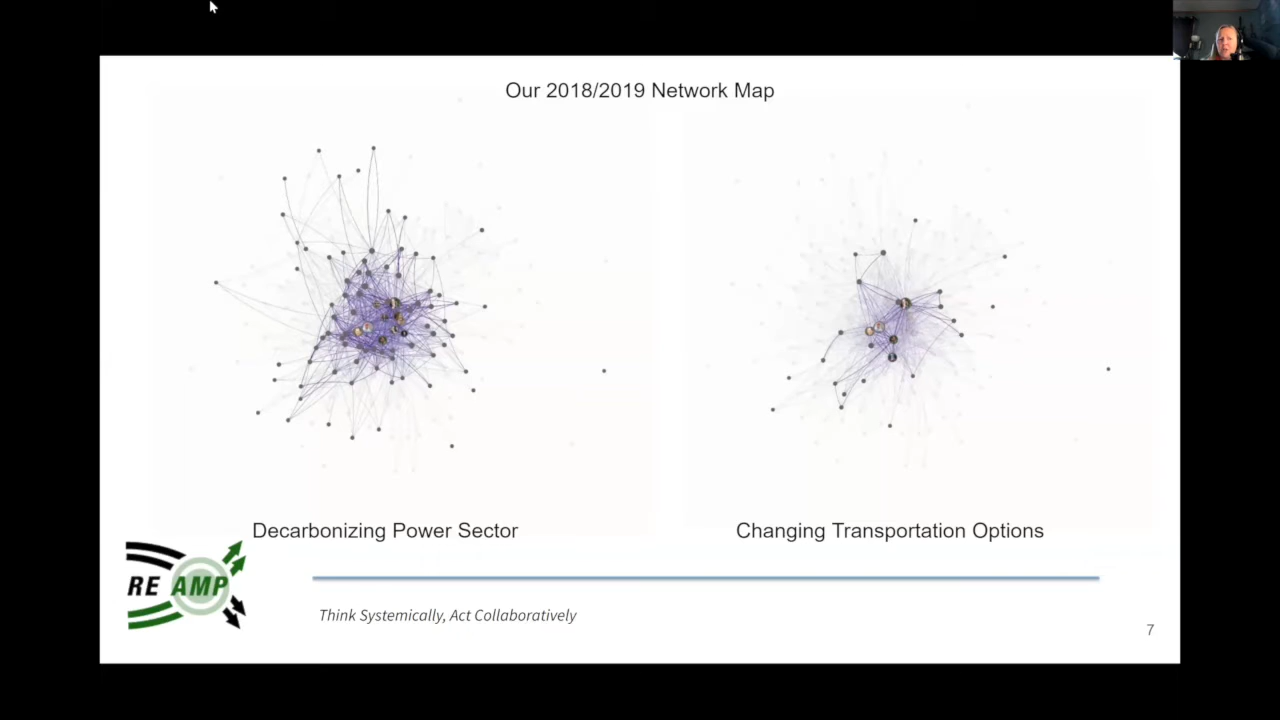 Our 2018/2019 Network Map
Decarbonizing Power Sector
Changing Transportation Options
RE AMP
Think Systemically, Act Collaboratively
7